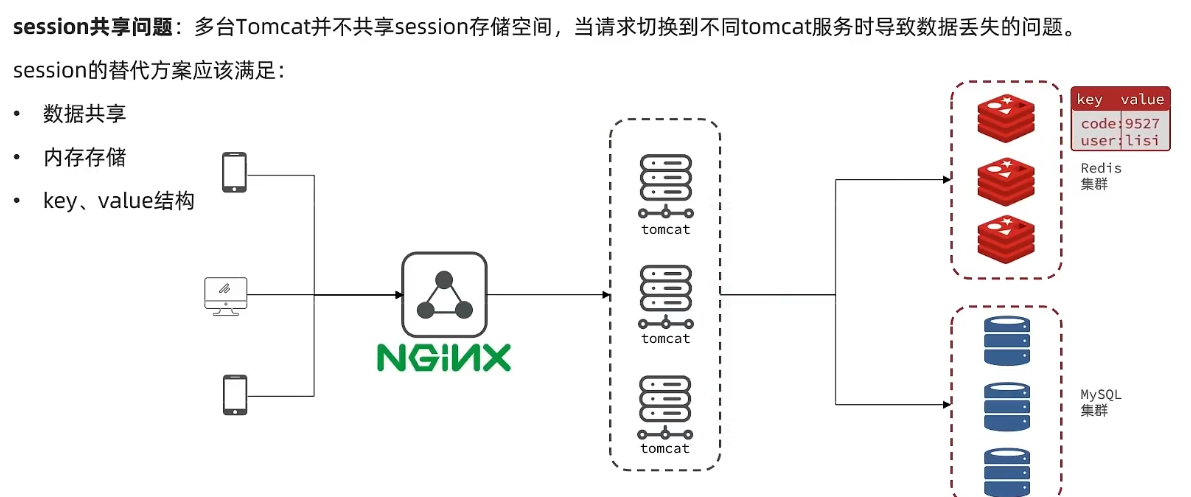 session共享问题：多台Tomcat并不共享session存储空间，当请求切换到不同tomcat服务时导致数据丢失的问题。
session的替代方案应该满足：
• 数据共享
• 内存存储
• key、value结构
NGINX
tomcat
tomcat
tomcat
key value
code:9527
user:lisi
Redis
集群
MySQL
集群